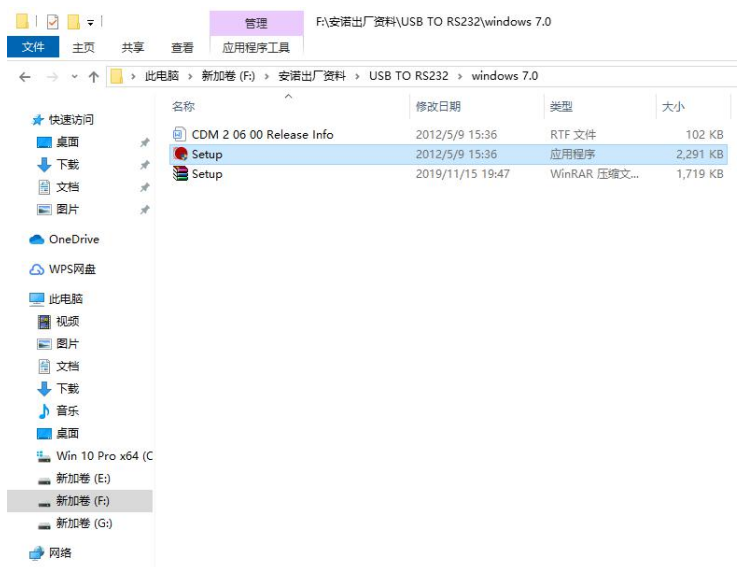 管理
F:\安诺出厂资料\USB TO RS232\windows 7.0
文件 主页 共享 查看 应用程序工具
此电脑 › 新加卷 (F:) › 安诺出厂资料 › USB TO RS232 › windows 7.0
名称 修改日期 类型 大小
快速访问
桌面
下载
文档
图片
OneDrive
WPS网盘
此电脑
视频
图片
文档
下载
音乐
桌面
Win 10 Pro x64 (C
新加卷 (E:)
新加卷 (F:)
新加卷 (G:)
网络
CDM 2 06 00 Release Info 2012/5/9 15:36 RTF 文件 102 KB
Setup 2012/5/9 15:36 应用程序 2,291 KB
Setup 2019/11/15 19:47 WinRAR 压缩文... 1,719 KB